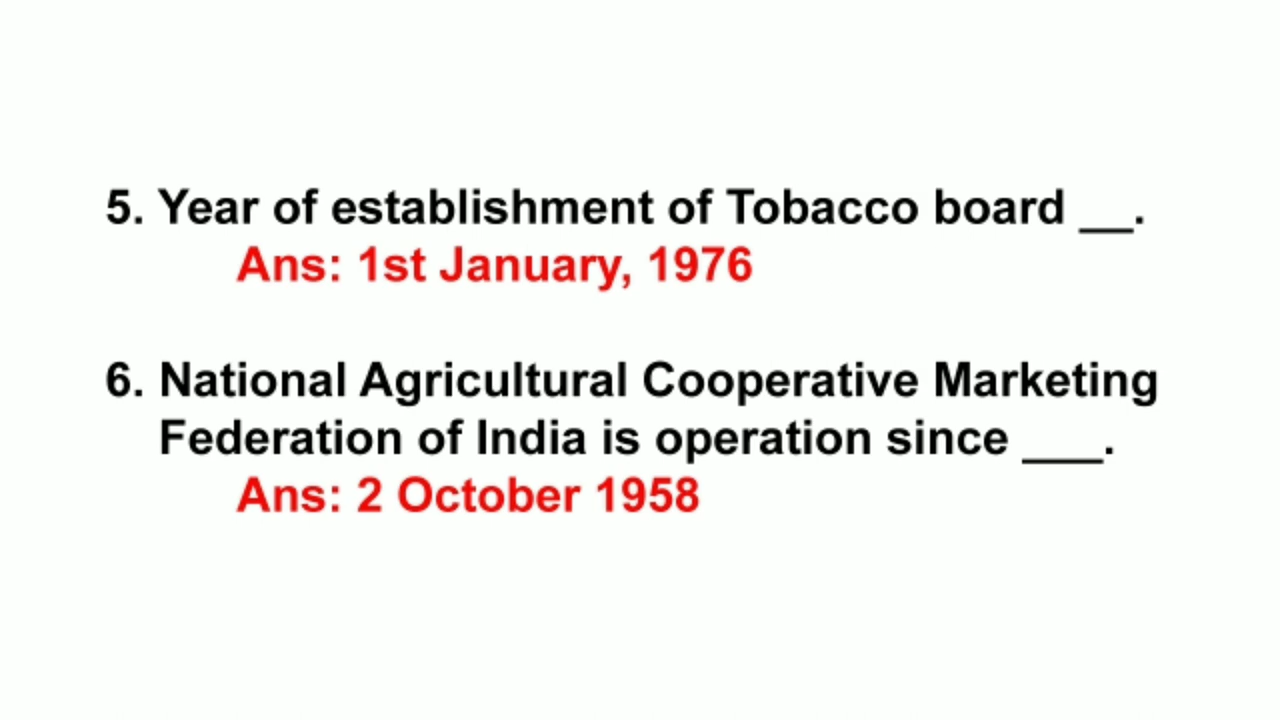 5. Year of establishment of Tobacco board __.
Ans: 1st January, 1976
6. National Agricultural Cooperative Marketing
Federation of India is operation since ___.
Ans: 2 October 1958